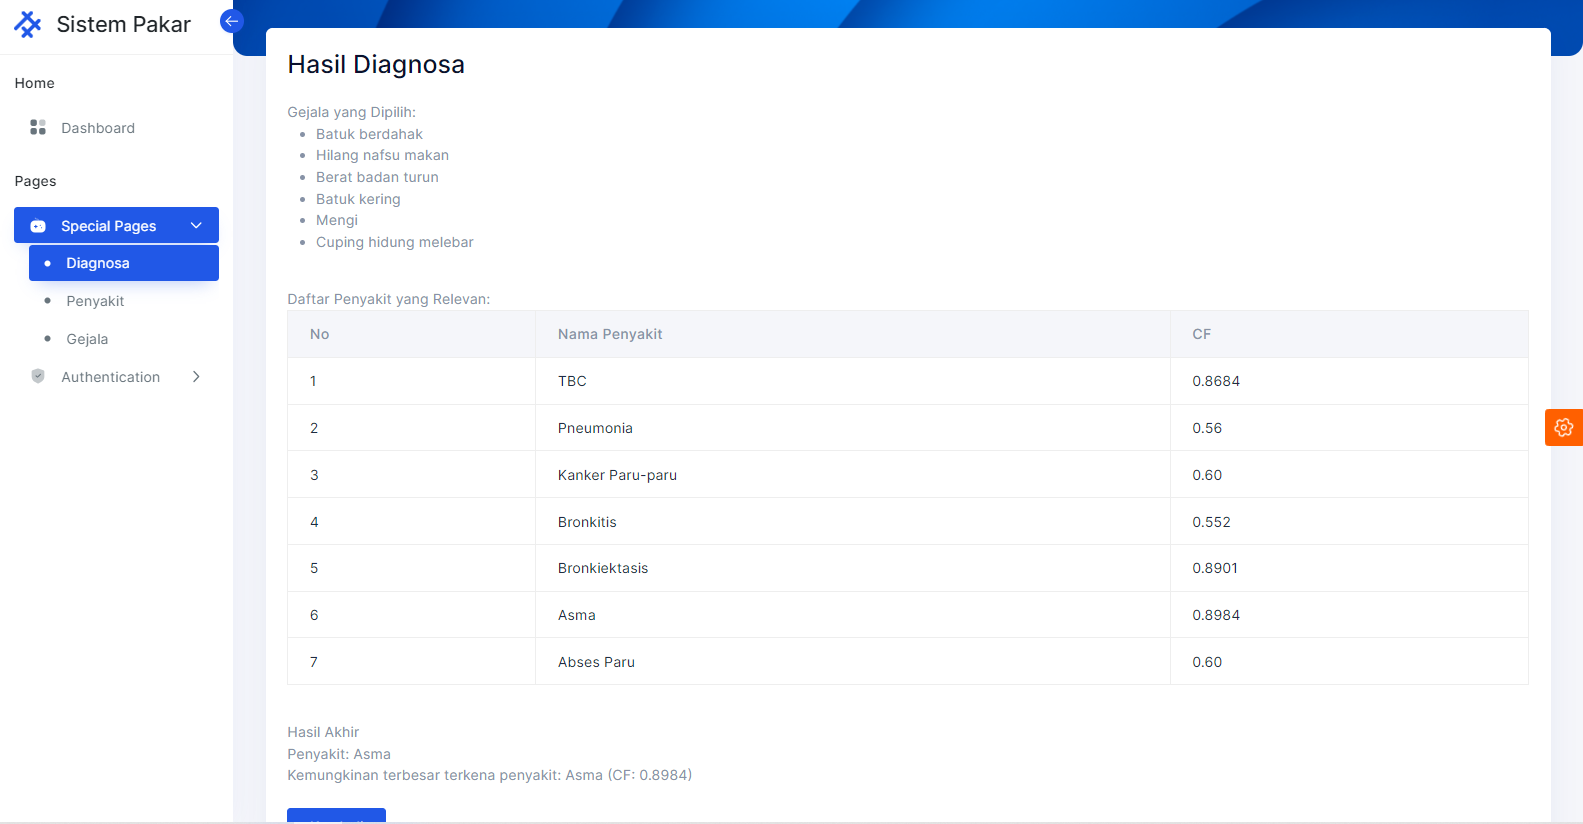 Sistem Pakar
Home
Dashboard
Pages
Special Pages
Diagnosa
Penyakit
Gejala
Authentication
Hasil Diagnosa
Gejala yang Dipilih:
Batuk berdahak
Hilang nafsu makan
Berat badan turun
Batuk kering
Mengi
Cuping hidung melebar
Daftar Penyakit yang Relevan:
No Nama Penyakit CF
1 TBC 0.8684
2 Pneumonia 0.56
3 Kanker Paru-paru 0.60
4 Bronkitis 0.552
5 Bronkiektasis 0.8901
6 Asma 0.8984
7 Abses Paru 0.60
Hasil Akhir
Penyakit: Asma
Kemungkinan terbesar terkena penyakit: Asma (CF: 0.8984)